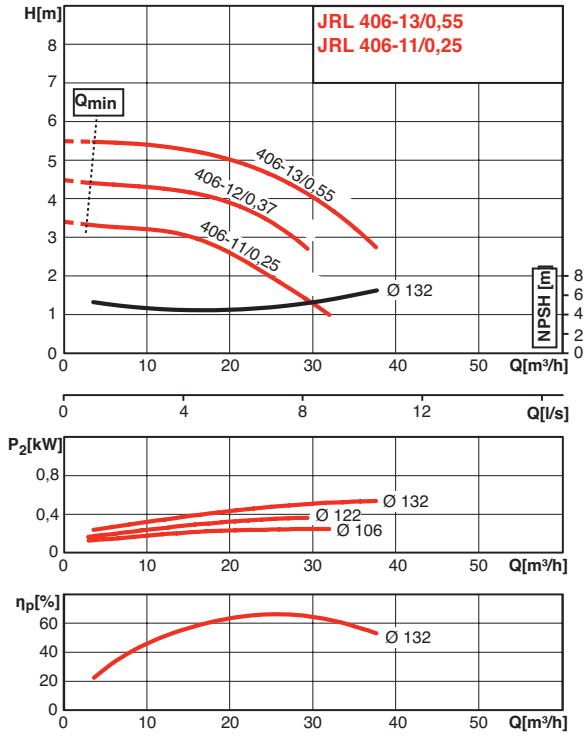 H[m]
JRL 406-13/0,55
JRL 406-11/0,25
8
7
6
5
4
3
2
1
0
Qmin
406-13/0,55
406-12/0,37
406-11/0,25
Ø 132
NPSH [m]
8
6
4
2
0
0 10 20 30 40 50 Q[m³/h]
0 4 8 12 Q[l/s]
P2[kW]
0,8
0,4
0
Ø 132
Ø 122
Ø 106
0 10 20 30 40 50 Q[m³/h]
ηp[%]
60
40
20
0
Ø 132
0 10 20 30 40 50 Q[m³/h]